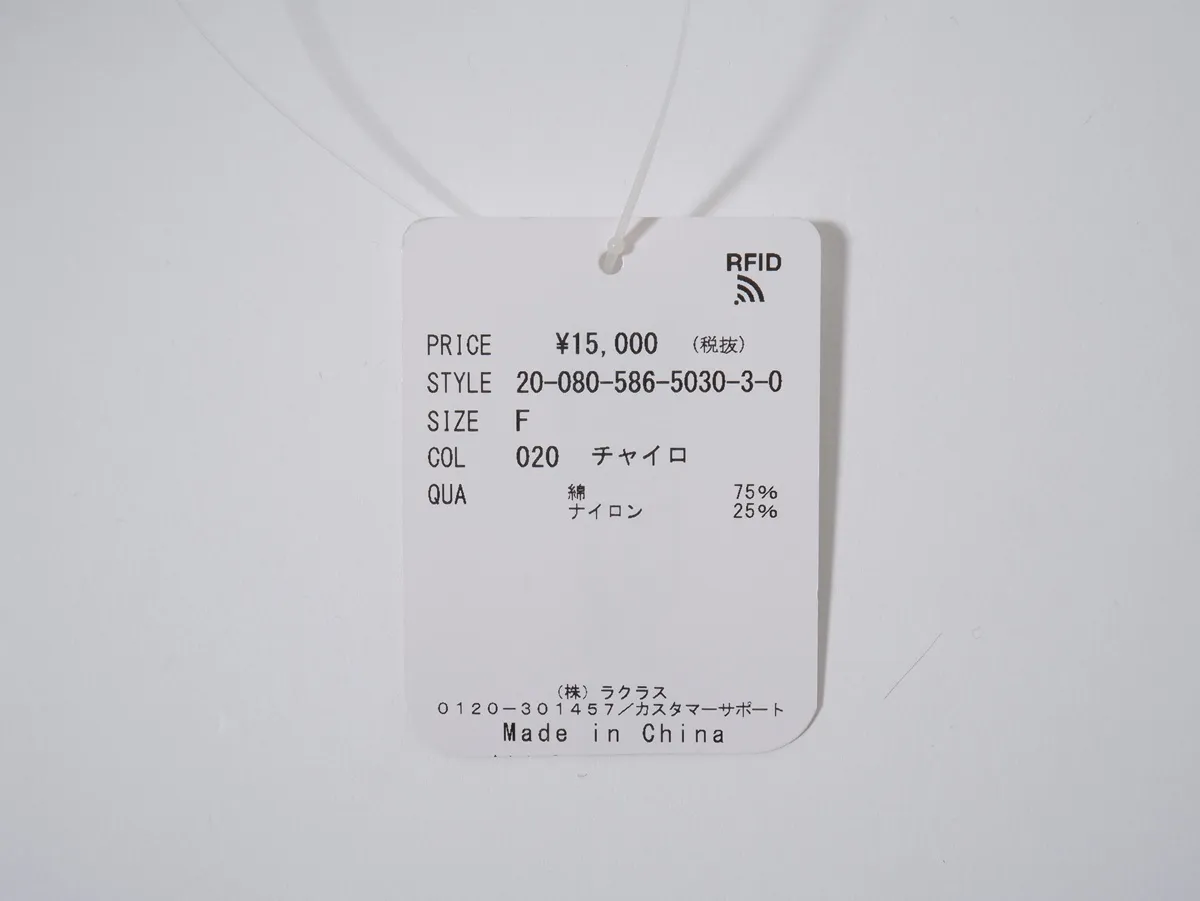 RFID
PRICE ¥15,000 (税抜)
STYLE 20-080-586-5030-3-0
SIZE F
COL 020 チャイロ
QUA 綿 75%
ナイロン 25%
(株) ラクラス
0120-301457/カスタマーサポート
Made in China